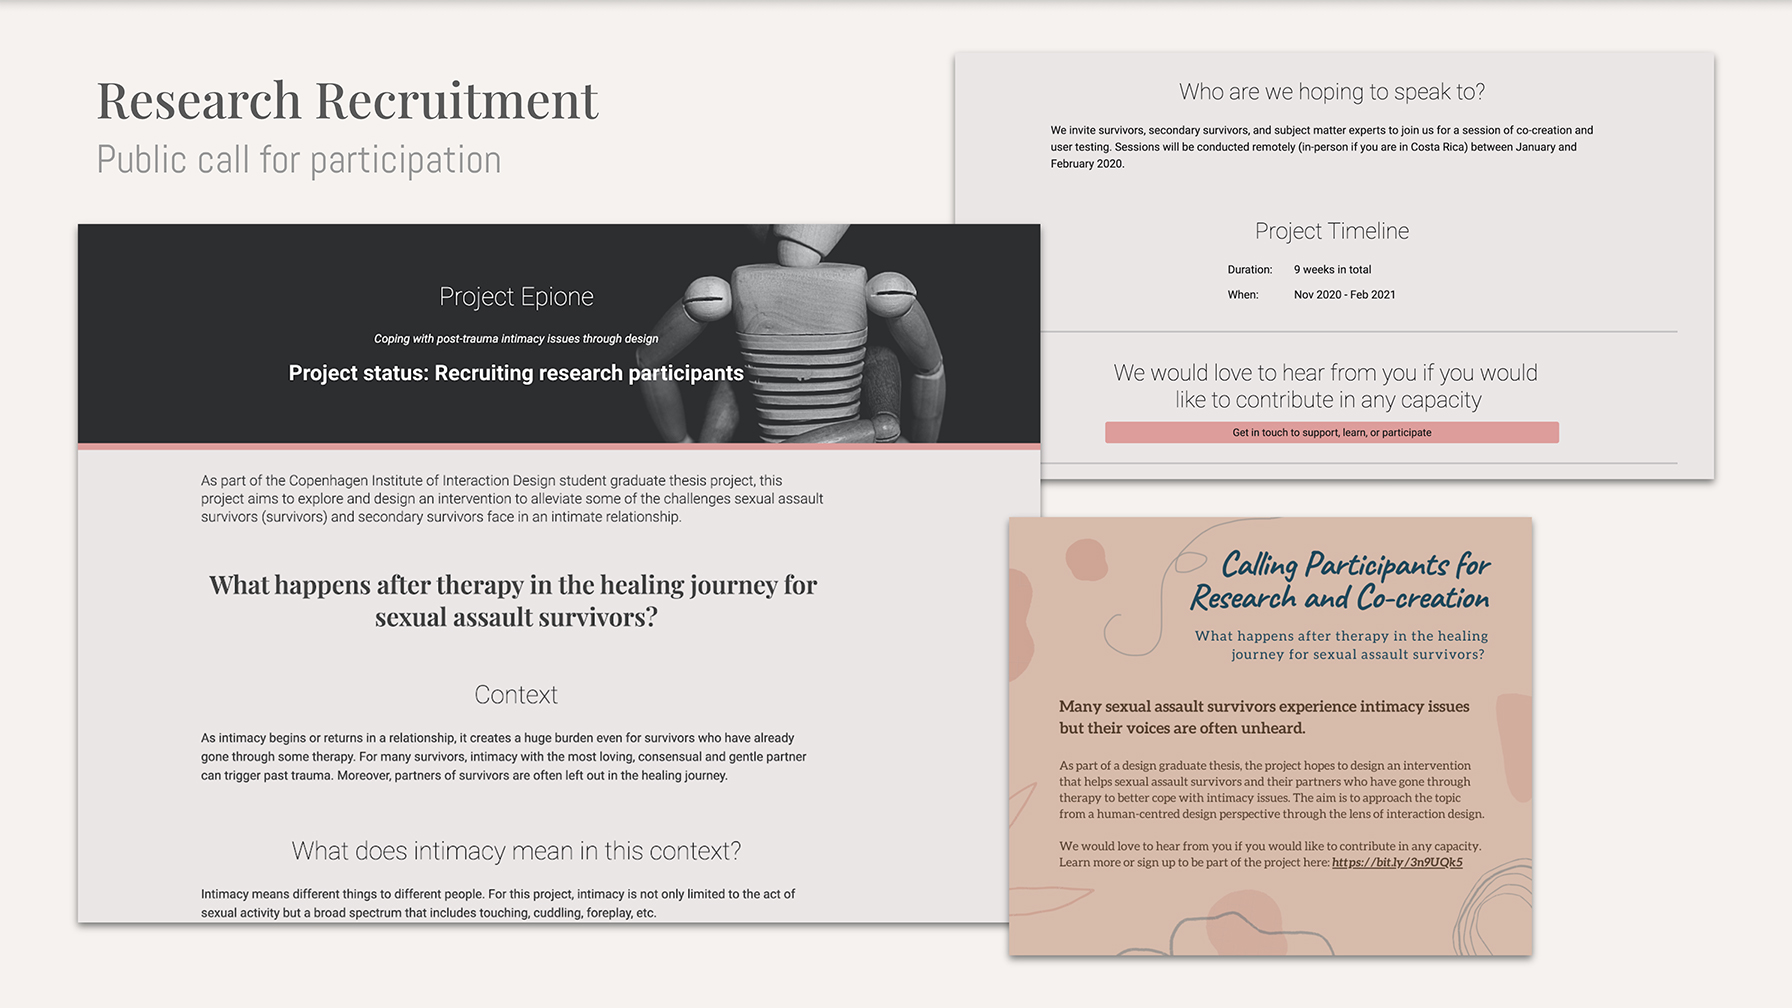 Research Recruitment
Public call for participation
Project Epione
Coping with post-trauma intimacy issues through design
Project status: Recruiting research participants
As part of the Copenhagen Institute of Interaction Design student graduate thesis project, this
project aims to explore and design an intervention to alleviate some of the challenges sexual assault
survivors (survivors) and secondary survivors face in an intimate relationship.
What happens after therapy in the healing journey for
sexual assault survivors?
Context
As intimacy begins or returns in a relationship, it creates a huge burden even for survivors who have already
gone through some therapy. For many survivors, intimacy with the most loving, consensual and gentle partner
can trigger past trauma. Moreover, partners of survivors are often left out in the healing journey.
What does intimacy mean in this context?
Intimacy means different things to different people. For this project, intimacy is not only limited to the act of
sexual activity but a broad spectrum that includes touching, cuddling, foreplay, etc.
Who are we hoping to speak to?
We invite survivors, secondary survivors, and subject matter experts to join us for a session of co-creation and
user testing. Sessions will be conducted remotely (in-person if you are in Costa Rica) between January and
February 2020.
Project Timeline
Duration: 9 weeks in total
When: Nov 2020 - Feb 2021
We would love to hear from you if you would
like to contribute in any capacity
Get in touch to support, learn, or participate
Calling Participants for
Research and Co-creation
What happens after therapy in the healing
journey for sexual assault survivors?
Many sexual assault survivors experience intimacy issues
but their voices are often unheard.
As part of a design graduate thesis, the project hopes to design an intervention
that helps sexual assault survivors and their partners who have gone through
therapy to better cope with intimacy issues. The aim is to approach the topic
from a human-centred design perspective through the lens of interaction design.
We would love to hear from you if you would like to contribute in any capacity.
Learn more or sign up to be part of the project here: https://bit.ly/3n9UQk5